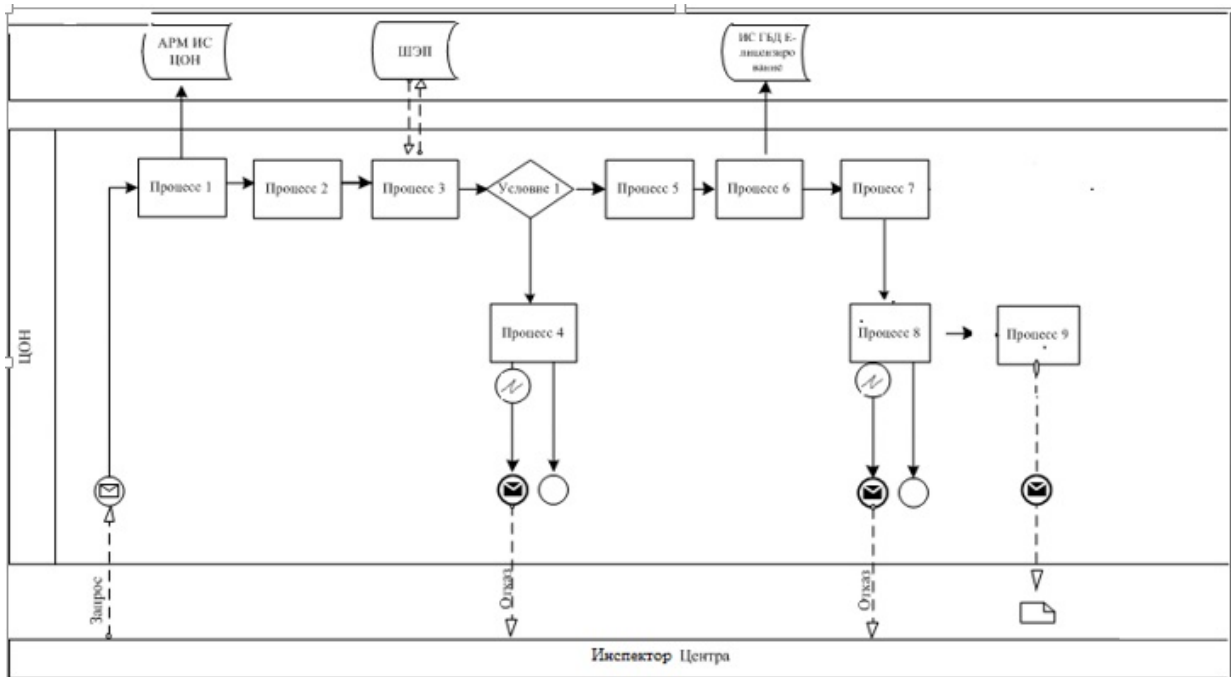 АРМ ИС
ЦОН
ШЭП
ИС ГБД Е-
лицензиро
вание
Процесс 1
Процесс 2
Процесс 3
Условие 1
Процесс 5
Процесс 6
Процесс 7
Процесс 4
Процесс 8
Процесс 9
ЦОН
Запрос
Отказ
Отказ
Инспектор Центра